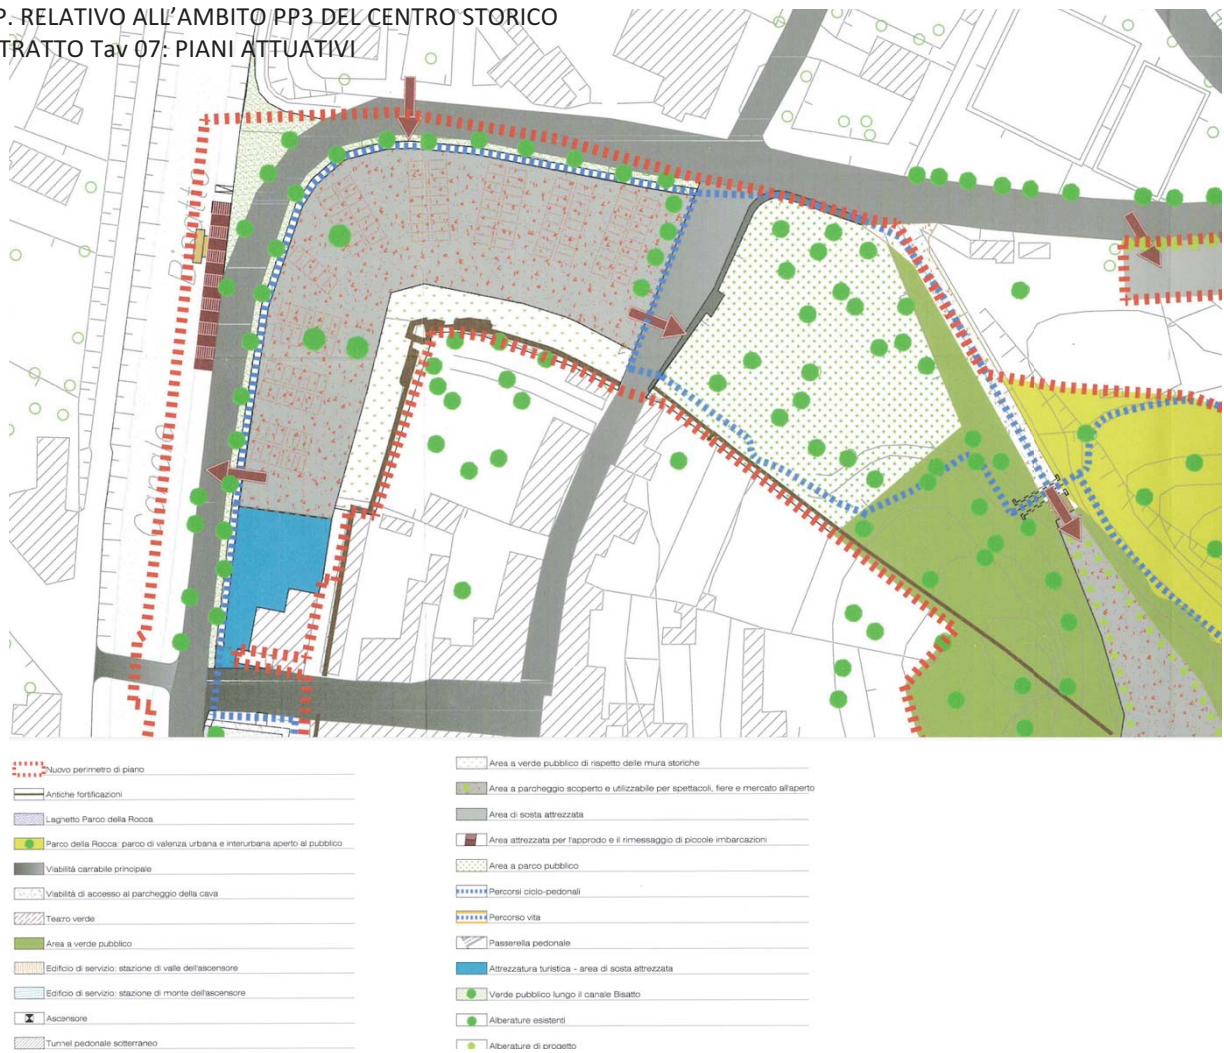 P. RELATIVO ALL'AMBITO PP3 DEL CENTRO STORICO
TRATTO Tav 07: PIANI ATTUATIVI
Canale
Nuovo perimetro di piano
Antiche fortificazioni
Laghetto Parco della Rocca
Parco della Rocca: parco di valenza urbana e interurbana aperto al pubblico
Viabilità carrabile principale
Viabilità di accesso al parcheggio della cava
Teatro verde
Area a verde pubblico
Edificio di servizio: stazione di valle dell'ascensore
Edificio di servizio: stazione di monte dell'ascensore
Ascensore
Tunnel pedonale sotterraneo
Area a verde pubblico di rispetto delle mura storiche
Area a parcheggio scoperto e utilizzabile per spettacoli, fiere e mercato all'aperto
Area di sosta attrezzata
Area attrezzata per l'approdo e il rimessaggio di piccole imbarcazioni
Area a parco pubblico
Percorsi ciclo-pedonali
Percorso vita
Passerella pedonale
Attrezzatura turistica - area di sosta attrezzata
Verde pubblico lungo il canale Bisatto
Alberature esistenti
Alberature di progetto